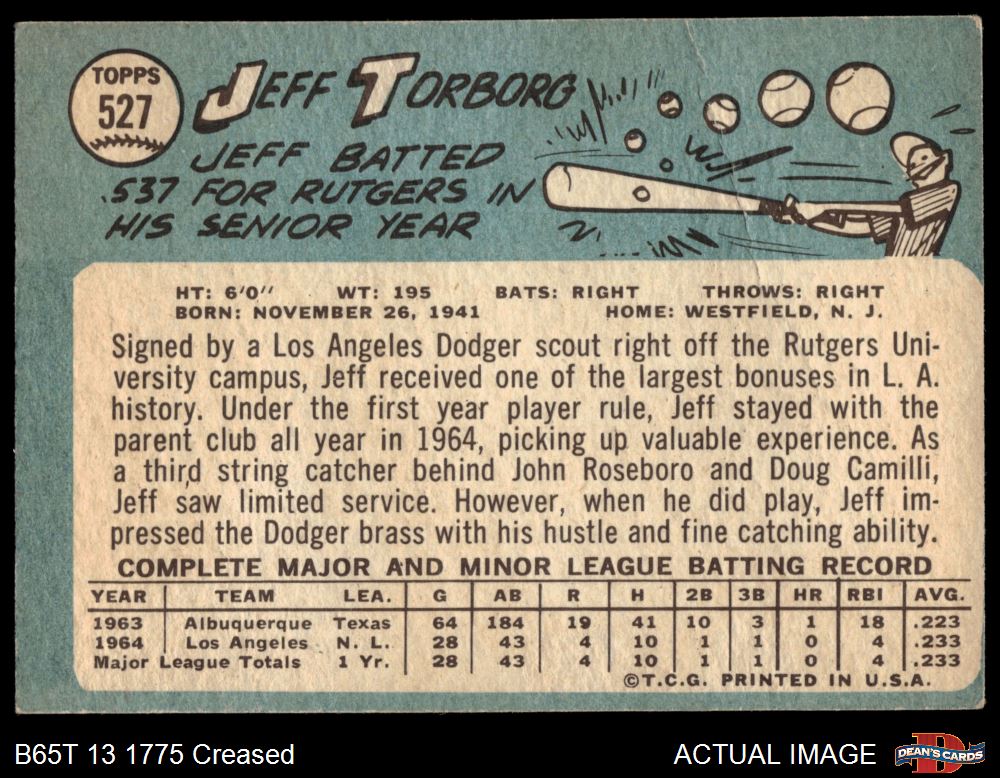 TOPPS
527
JEFF TORBORG
JEFF BATTED
.537 FOR RUTGERS IN
HIS SENIOR YEAR
HT: 6'0" WT: 195 BATS: RIGHT THROWS: RIGHT
BORN: NOVEMBER 26, 1941 HOME: WESTFIELD, N. J.
Signed by a Los Angeles Dodger scout right off the Rutgers Uni-
versity campus, Jeff received one of the largest bonuses in L. A.
history. Under the first year player rule, Jeff stayed with the
parent club all year in 1964, picking up valuable experience. As
a third string catcher behind John Roseboro and Doug Camilli,
Jeff saw limited service. However, when he did play, Jeff im-
pressed the Dodger brass with his hustle and fine catching ability.
COMPLETE MAJOR AND MINOR LEAGUE BATTING RECORD
YEAR TEAM LEA. G AB R H 2B 3B HR RBI AVG.
1963 Albuquerque Texas 64 184 19 41 10 3 1 18 .223
1964 Los Angeles N. L. 28 43 4 10 1 1 0 4 .233
Major League Totals 1 Yr. 28 43 4 10 1 1 0 4 .233
©T.C.G. PRINTED IN U.S.A.
B65T 13 1775 Creased ACTUAL IMAGE
DEAN'S CARDS